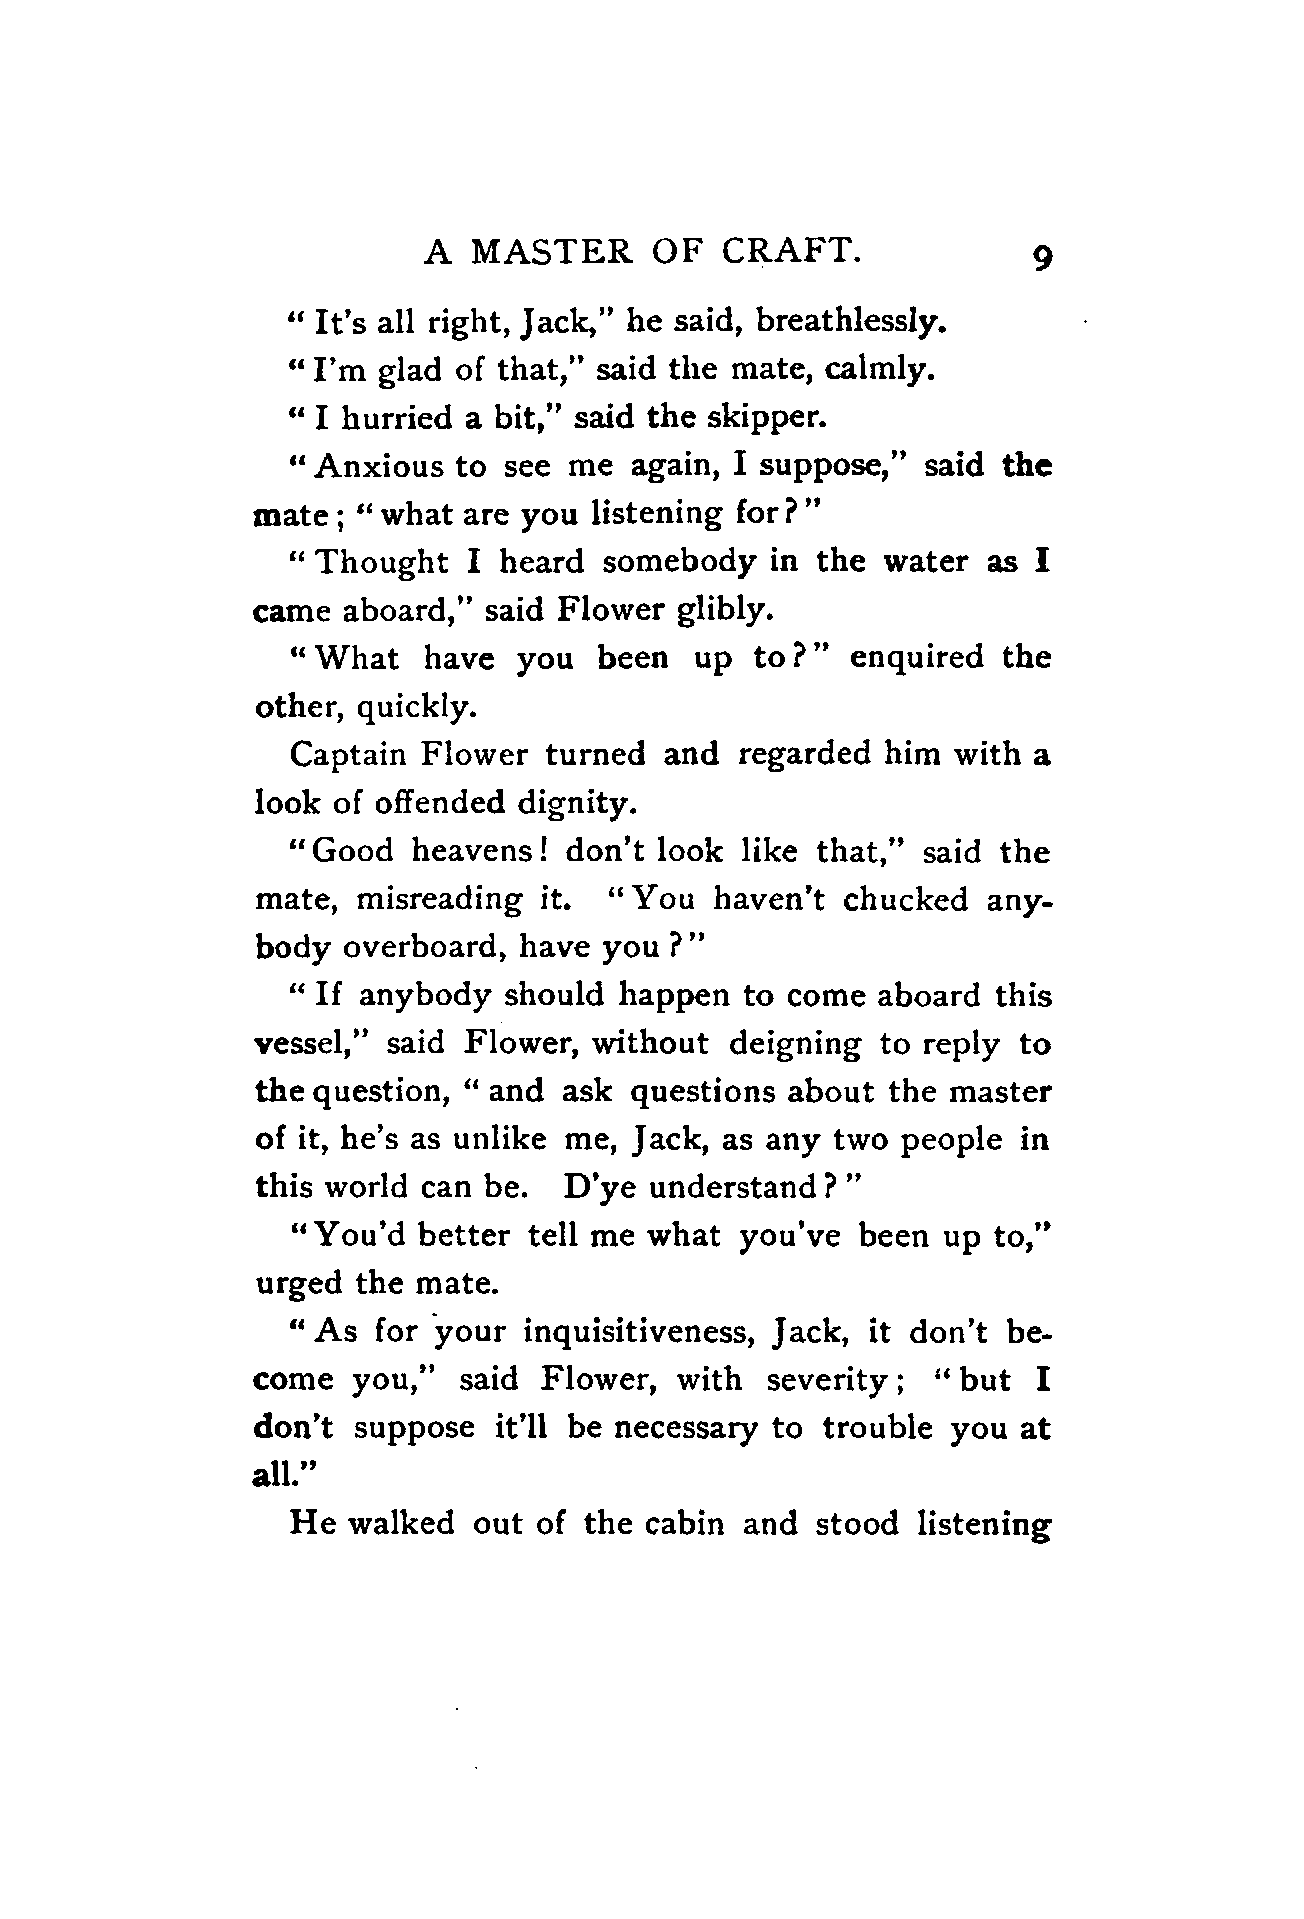 A MASTER OF CRAFT. 9
“ It’s all right, Jack,” he said, breathlessly.
“ I’m glad of that,” said the mate, calmly.
“ I hurried a bit,” said the skipper.
“ Anxious to see me again, I suppose,” said the
mate ; “ what are you listening for ? ”
“ Thought I heard somebody in the water as I
came aboard,” said Flower glibly.
“ What have you been up to ? ” enquired the
other, quickly.
Captain Flower turned and regarded him with a
look of offended dignity.
“ Good heavens ! don’t look like that,” said the
mate, misreading it. “ You haven’t chucked any-
body overboard, have you ? ”
“ If anybody should happen to come aboard this
vessel,” said Flower, without deigning to reply to
the question, “ and ask questions about the master
of it, he’s as unlike me, Jack, as any two people in
this world can be. D’ye understand ? ”
“ You’d better tell me what you’ve been up to,”
urged the mate.
“ As for your inquisitiveness, Jack, it don’t be-
come you,” said Flower, with severity ; “ but I
don’t suppose it’ll be necessary to trouble you at
all.”
He walked out of the cabin and stood listening